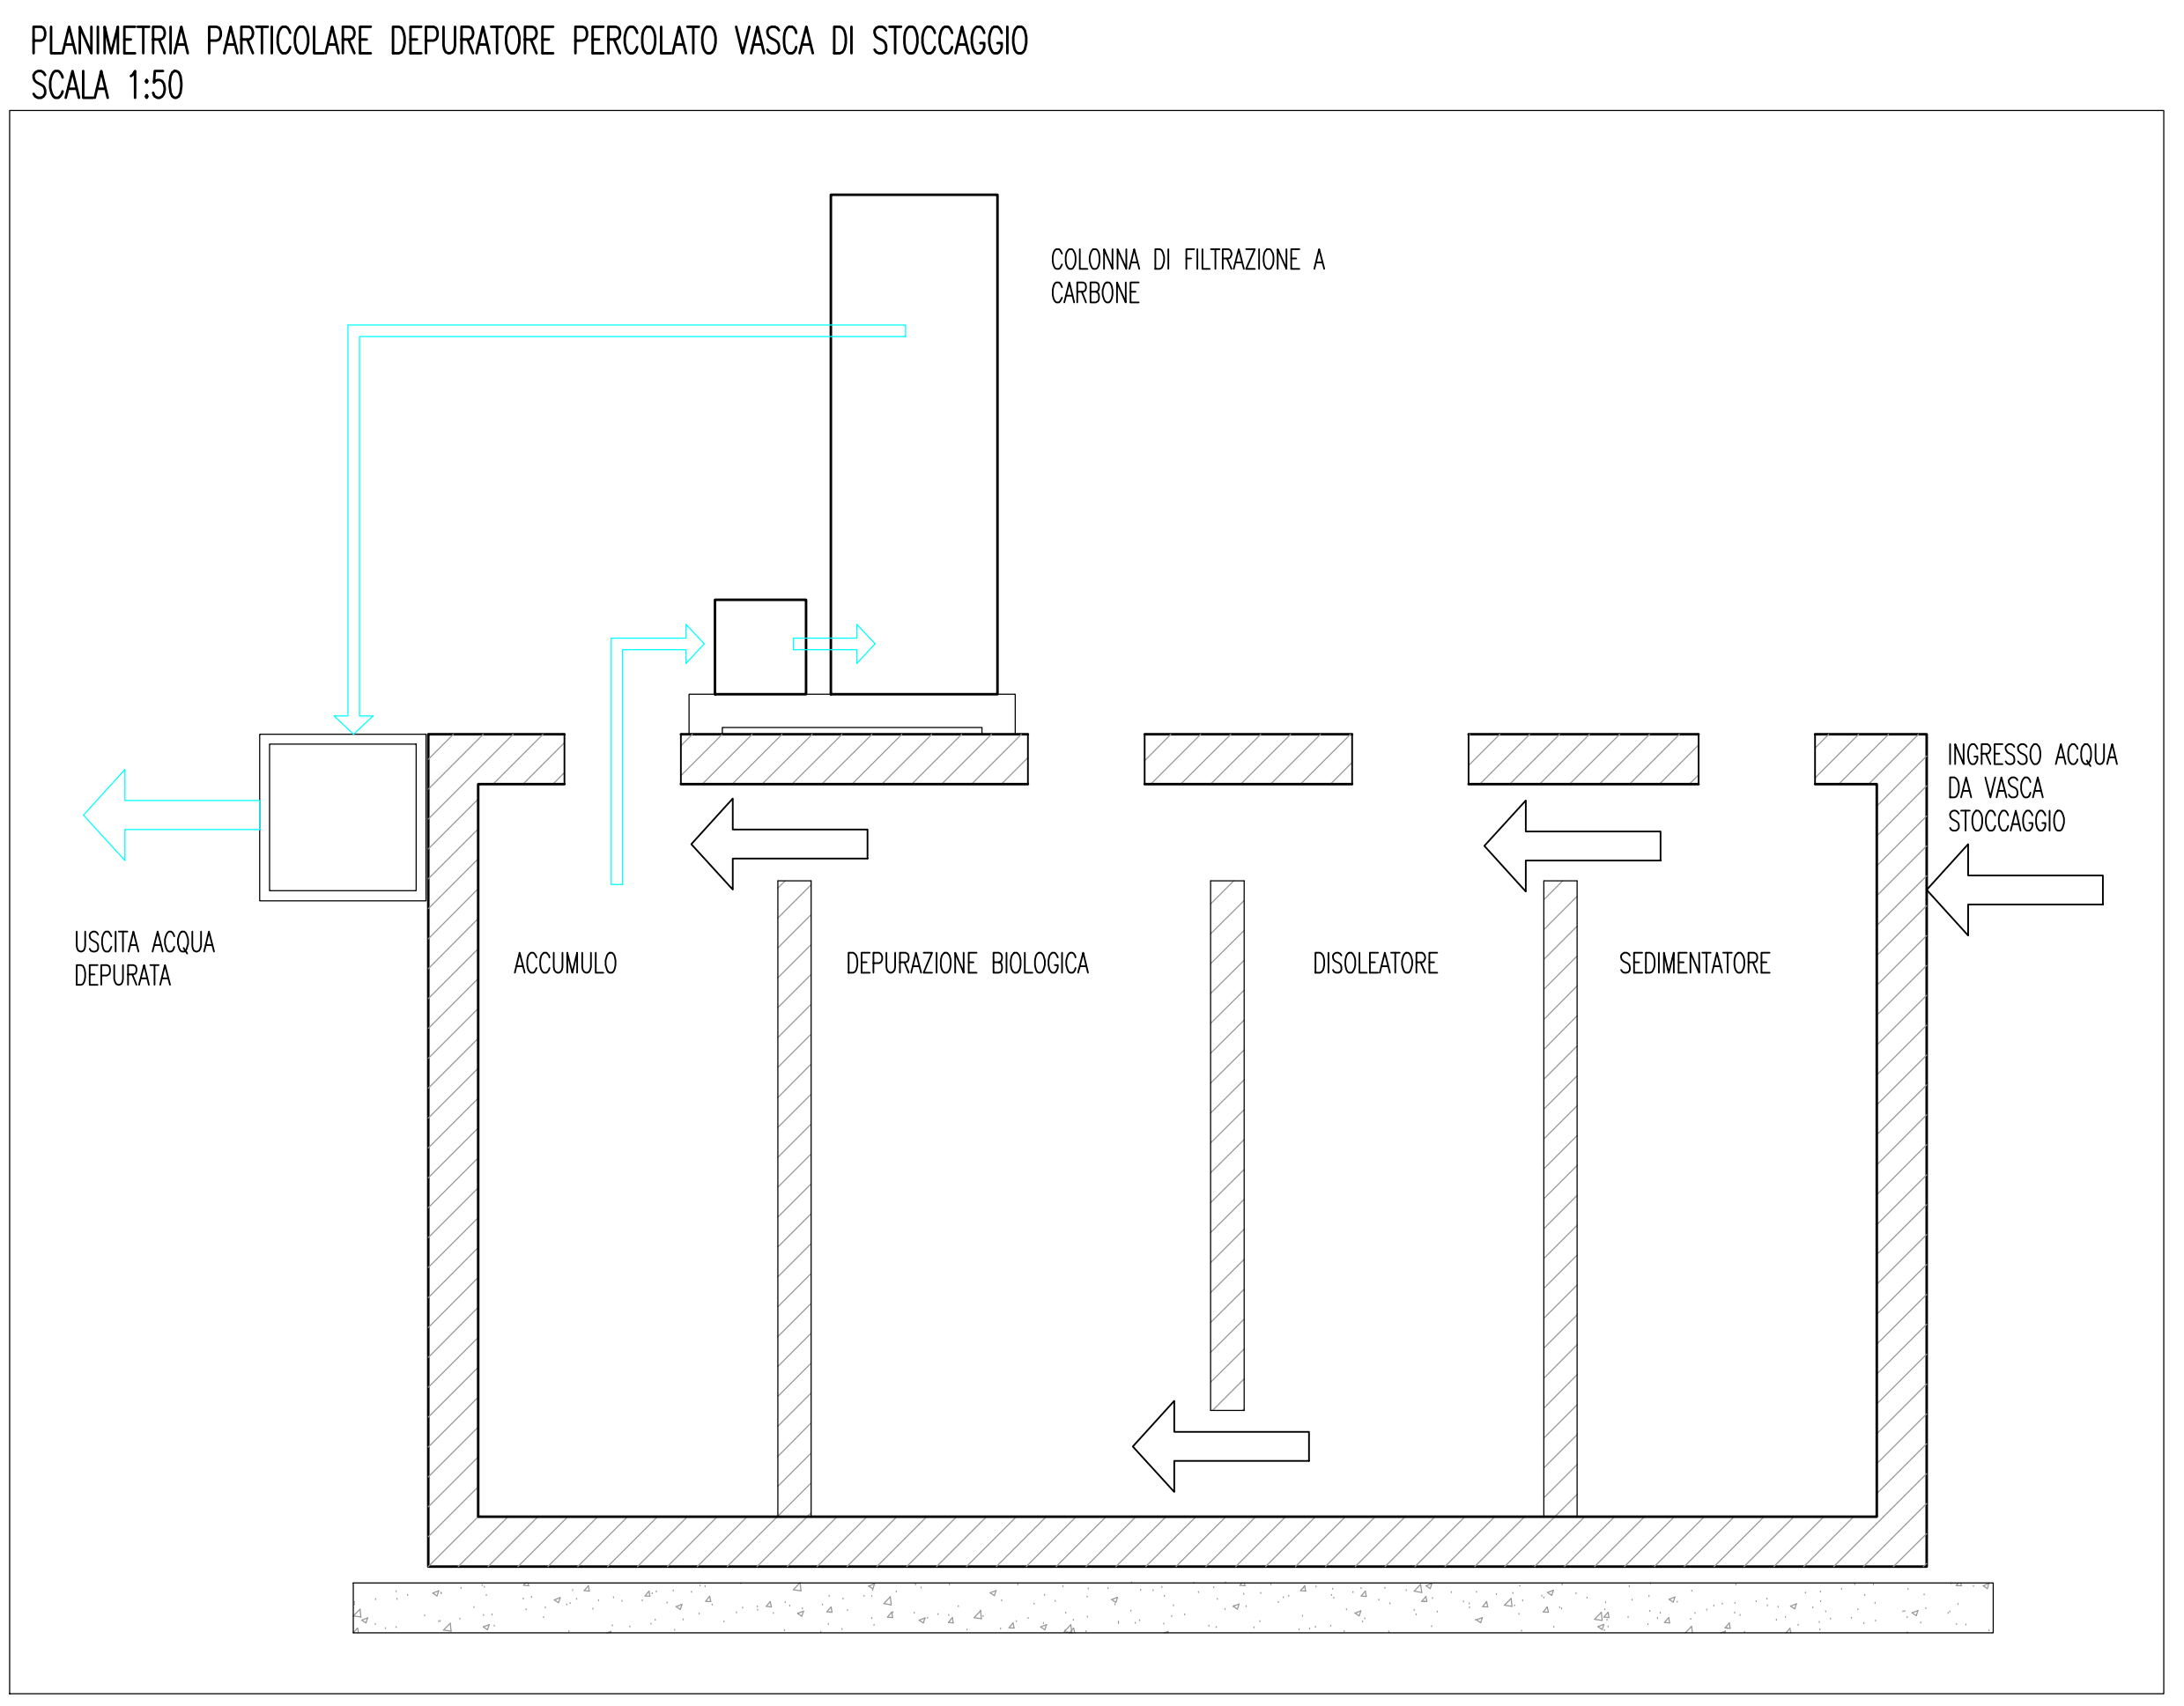 PLANIMETRIA PARTICOLARE DEPURATORE PERCOLATO VASCA DI STOCCAGGIO
SCALA 1:50
COLONNA DI FILTRAZIONE A
CARBONE
INGRESSO ACQUA
DA VASCA
STOCCAGGIO
USCITA ACQUA
DEPURATA
ACCUMULO
DEPURAZIONE BIOLOGICA
DISOLEATORE
SEDIMENTATORE